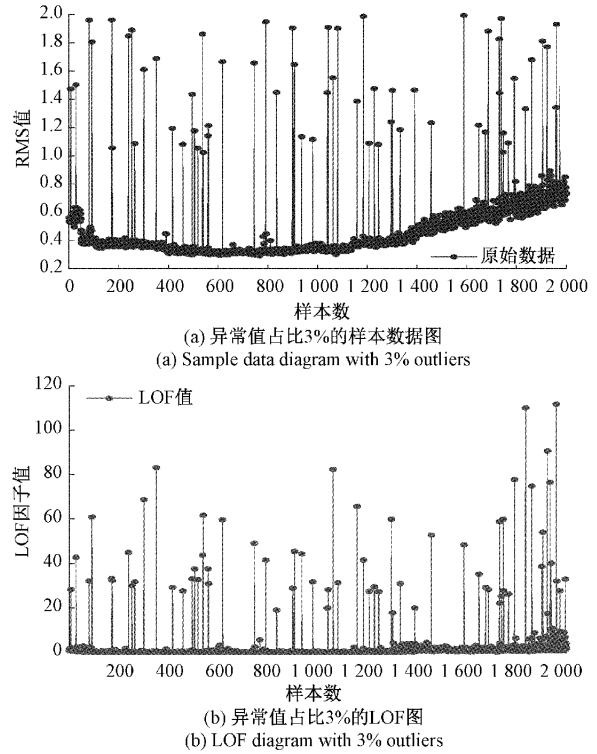 2.0
1.8
1.6
1.4
1.2
1.0
0.8
0.6
0.4
0.2
RMS值
原始数据
0 200 400 600 800 1 000 1 200 1 400 1 600 1 800 2 000
样本数
(a) 异常值占比3%的样本数据图
(a) Sample data diagram with 3% outliers
120
100
80
60
40
20
0
LOF因子值
LOF值
200 400 600 800 1 000 1 200 1 400 1 600 1 800 2 000
样本数
(b) 异常值占比3%的LOF图
(b) LOF diagram with 3% outliers